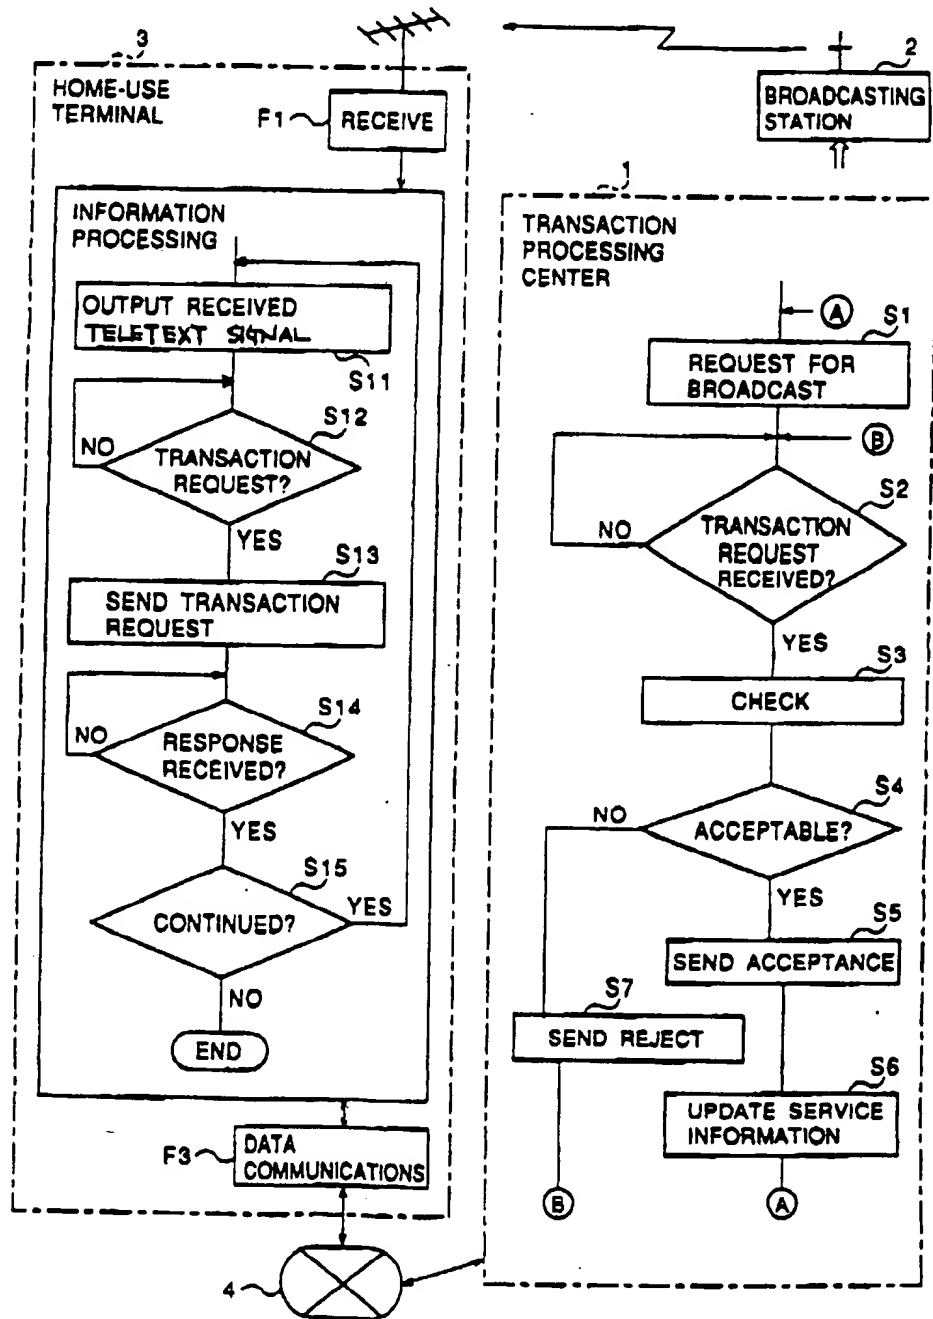 3
HOME-USE
TERMINAL
F1
RECEIVE
2
BROADCASTING
STATION
INFORMATION
PROCESSING
OUTPUT RECEIVED
TELETEXT SIGNAL
S11
S12
NO
TRANSACTION
REQUEST?
YES
S13
SEND TRANSACTION
REQUEST
S14
NO
RESPONSE
RECEIVED?
YES
S15
CONTINUED?
YES
NO
END
F3
DATA
COMMUNICATIONS
4
1
TRANSACTION
PROCESSING
CENTER
A
S1
REQUEST FOR
BROADCAST
B
S2
NO
TRANSACTION
REQUEST
RECEIVED?
YES
S3
CHECK
S4
NO
ACCEPTABLE?
YES
S5
SEND ACCEPTANCE
S7
SEND REJECT
S6
UPDATE SERVICE
INFORMATION
B
A